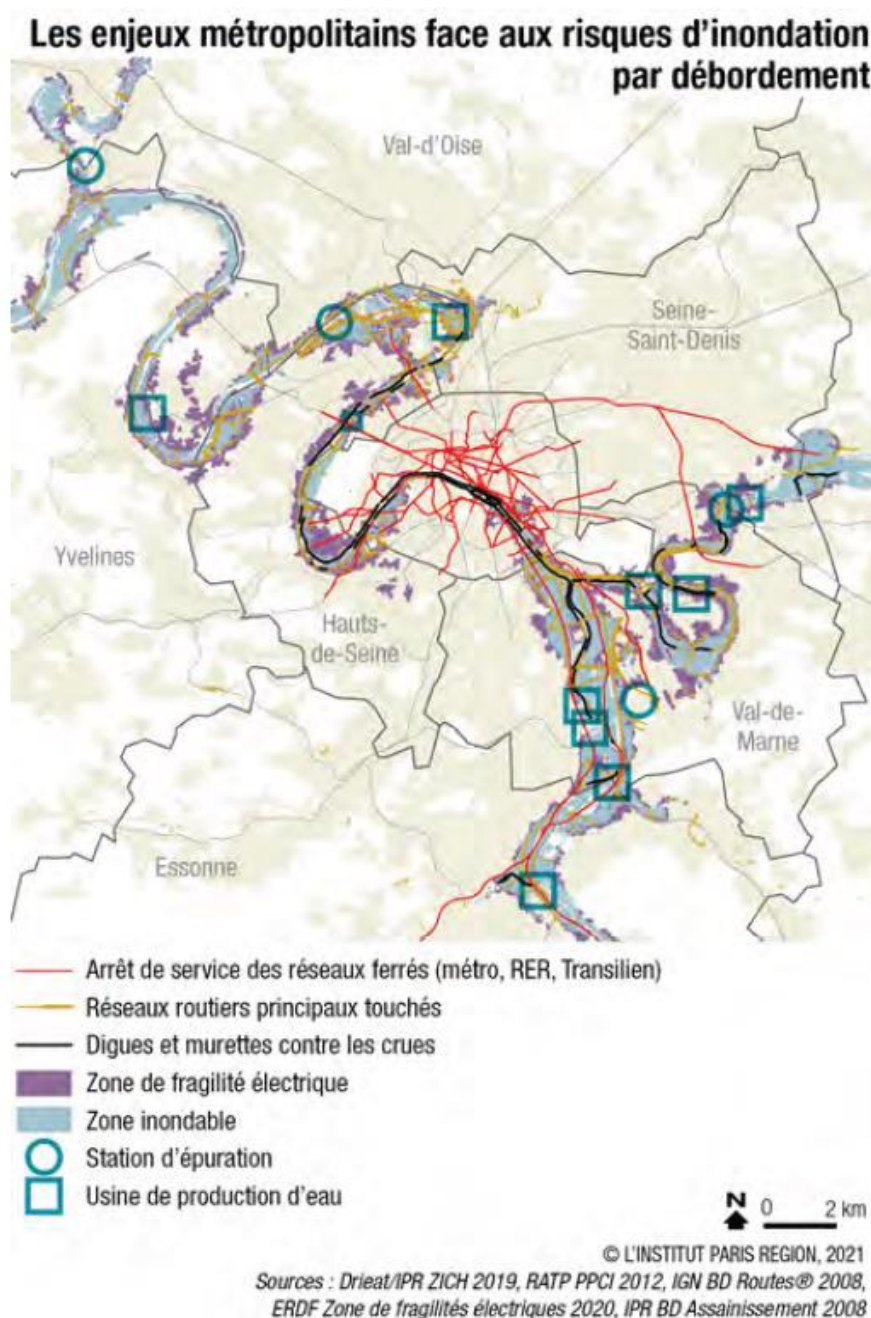 Les enjeux métropolitains face aux risques d'inondation
par débordement
Val-d'Oise
Seine-
Saint-Denis
Yvelines
Hauts-
de-Seine
Val-de-
Marne
Essonne
Arrêt de service des réseaux ferrés (métro, RER, Transilien)
Réseaux routiers principaux touchés
Digues et murettes contre les crues
Zone de fragilité électrique
Zone inondable
Station d'épuration
Usine de production d'eau
N 0 2 km
© L'INSTITUT PARIS REGION, 2021
Sources : Drieat/IPR ZICH 2019, RATP PPCI 2012, IGN BD Routes® 2008,
ERDF Zone de fragilités électriques 2020, IPR BD Assainissement 2008